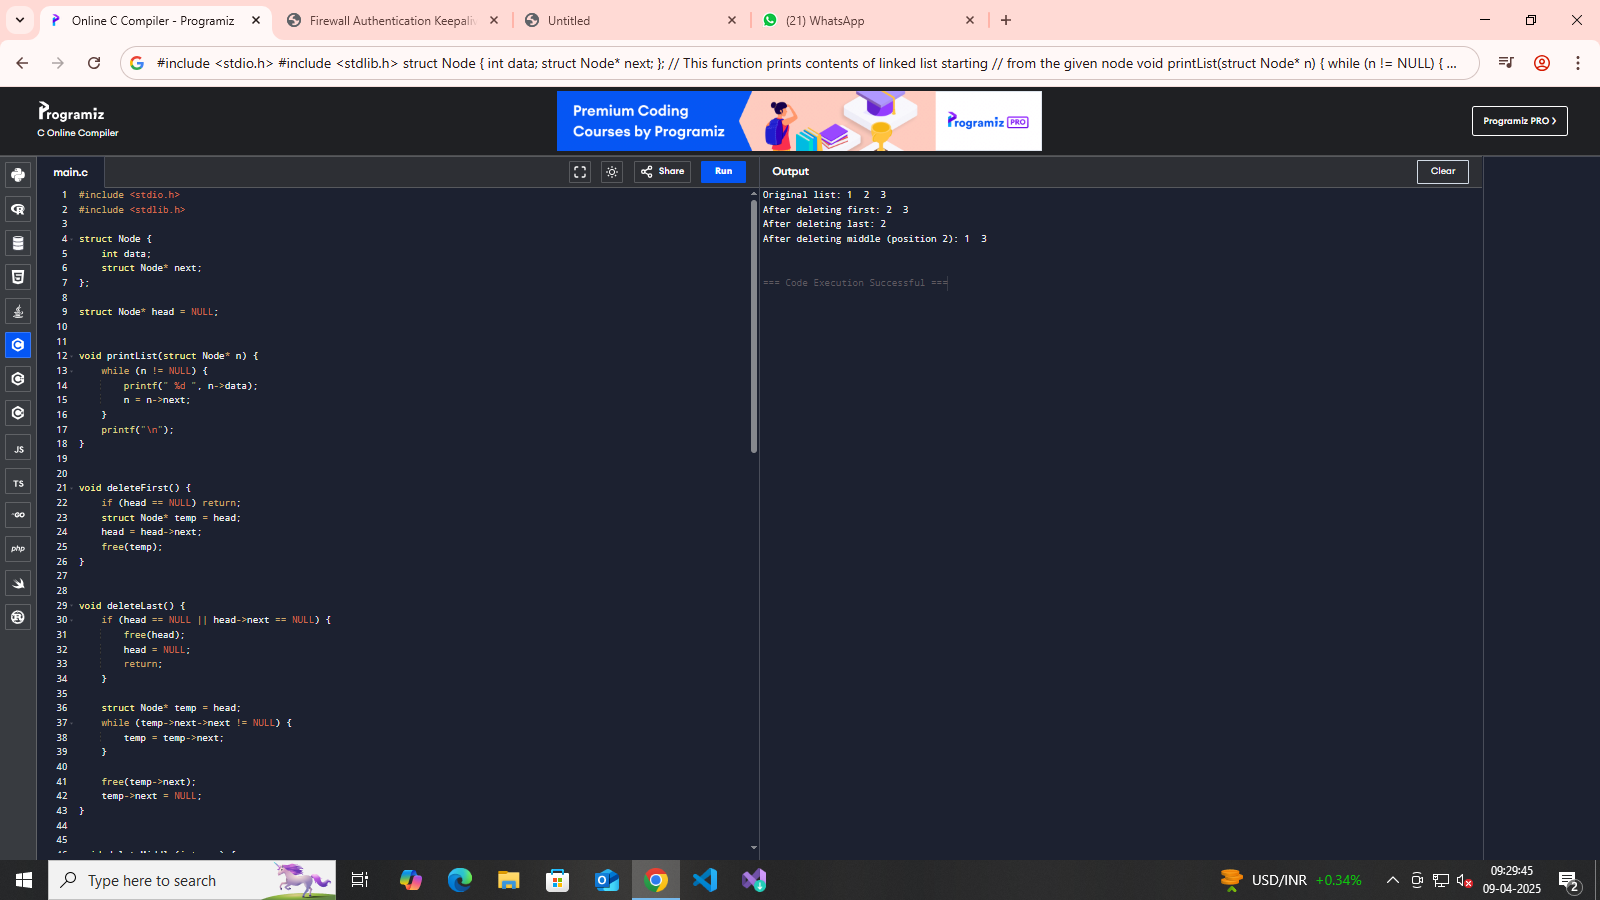 Online C Compiler - Programiz
Firewall Authentication Keepaliv
Untitled
(21) WhatsApp
#include <stdio.h> #include <stdlib.h> struct Node { int data; struct Node* next; }; // This function prints contents of linked list starting // from the given node void printList(struct Node* n) { while (n != NULL) { ...
Programiz
C Online Compiler
Premium Coding
Courses by Programiz
Programiz PRO
Programiz PRO
main.c
Share
Run
Output
Clear
1 #include <stdio.h>
2 #include <stdlib.h>
3
4 struct Node {
5 int data;
6 struct Node* next;
7 };
8
9 struct Node* head = NULL;
10
11
12 void printList(struct Node* n) {
13 while (n != NULL) {
14 printf(" %d ", n->data);
15 n = n->next;
16 }
17 printf("\n");
18 }
19
20
21 void deleteFirst() {
22 if (head == NULL) return;
23 struct Node* temp = head;
24 head = head->next;
25 free(temp);
26 }
27
28
29 void deleteLast() {
30 if (head == NULL || head->next == NULL) {
31 free(head);
32 head = NULL;
33 return;
34 }
35
36 struct Node* temp = head;
37 while (temp->next->next != NULL) {
38 temp = temp->next;
39 }
40
41 free(temp->next);
42 temp->next = NULL;
43 }
44
45
Original list: 1 2 3
After deleting first: 2 3
After deleting last: 2
After deleting middle (position 2): 1 3
=== Code Execution Successful ===
JS
TS
GO
php
Type here to search
USD/INR +0.34%
09:29:45
09-04-2025
2